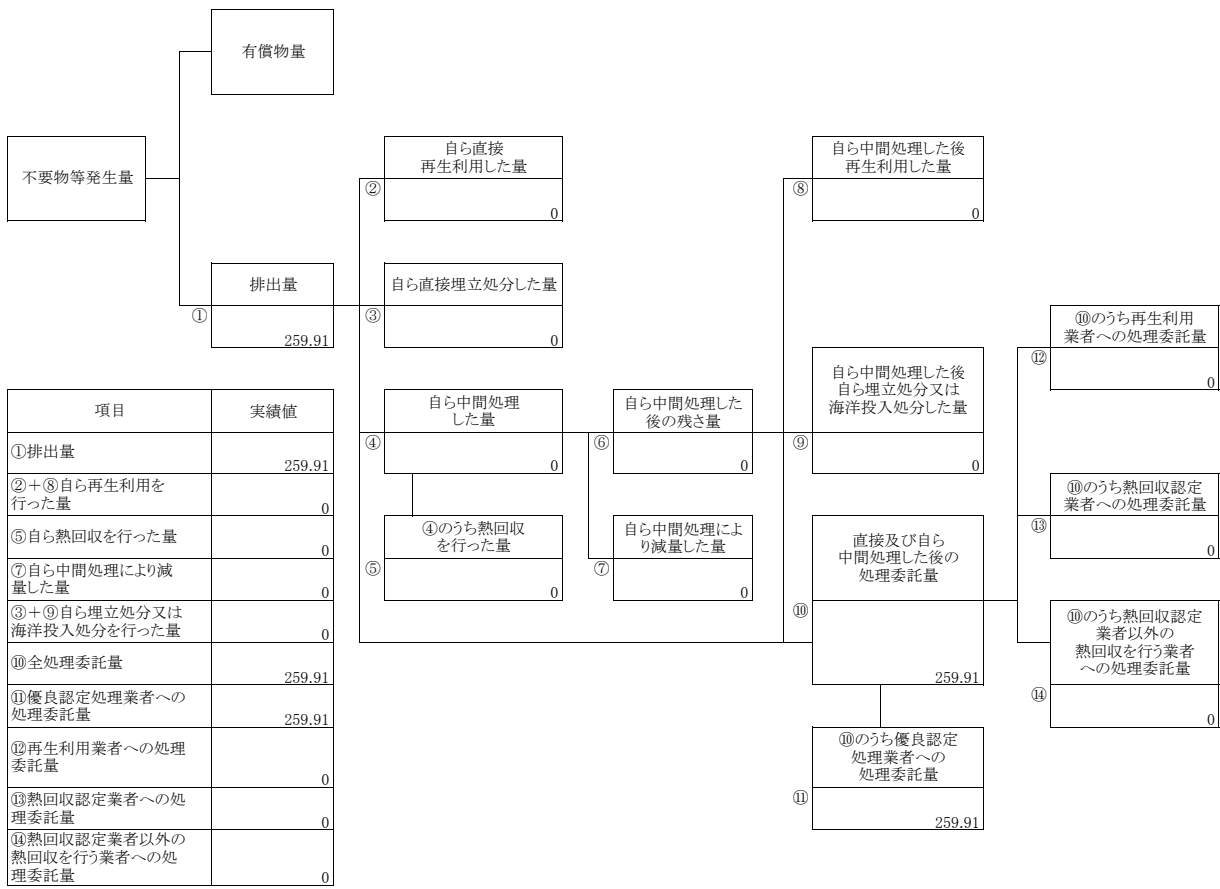 有償物量
不要物等発生量
排出量
①
259.91
自ら直接
再生利用した量
②
0
自ら直接埋立処分した量
③
0
自ら中間処理
した量
④
0
④のうち熱回収
を行った量
⑤
0
自ら中間処理した
後の残さ量
⑥
0
自ら中間処理によ
り減量した量
⑦
0
自ら中間処理した後
再生利用した量
⑧
0
自ら中間処理した後
自ら埋立処分又は
海洋投入処分した量
⑨
0
直接及び自ら
中間処理した後の
処理委託量
⑩
259.91
⑩のうち優良認定
処理業者への
処理委託量
⑪
259.91
⑩のうち再生利用
業者への処理委託量
⑫
0
⑩のうち熱回収認定
業者への処理委託量
⑬
0
⑩のうち熱回収認定
業者以外の
熱回収を行う業者
への処理委託量
⑭
0
項目 実績値
①排出量
259.91
②+⑧自ら再生利用を
行った量
0
⑤自ら熱回収を行った量
0
⑦自ら中間処理により減
量した量
0
③+⑨自ら埋立処分又は
海洋投入処分を行った量
0
⑩全処理委託量
259.91
⑪優良認定処理業者への
処理委託量
259.91
⑫再生利用業者への処理
委託量
0
⑬熱回収認定業者への処
理委託量
0
⑭熱回収認定業者以外の
熱回収を行う業者への処
理委託量
0